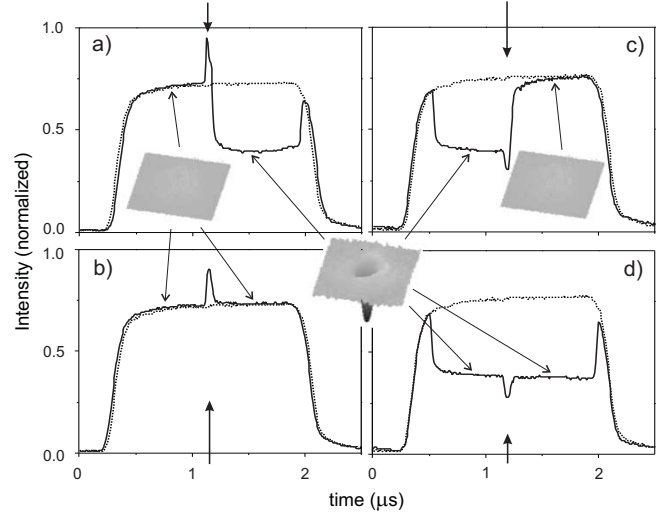 1.0
a)
c)
0.5
0.0
1.0
b)
d)
0.5
0.0
0 1 2 0 1 2
Intensity (normalized)
time (μs)